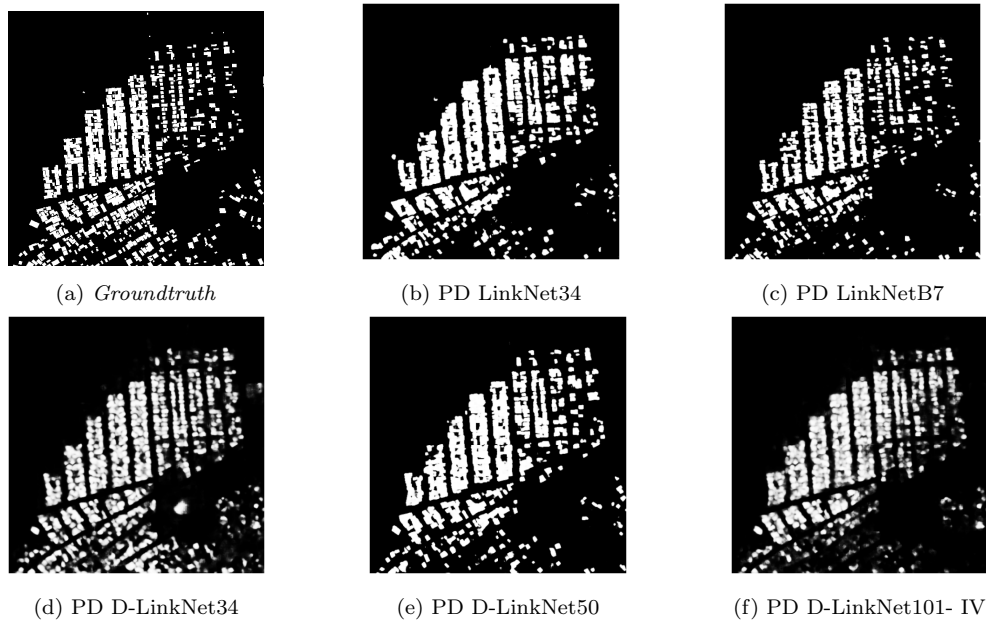 (a) Groundtruth
(b) PD LinkNet34
(c) PD LinkNetB7
(d) PD D-LinkNet34
(e) PD D-LinkNet50
(f) PD D-LinkNet101- IV